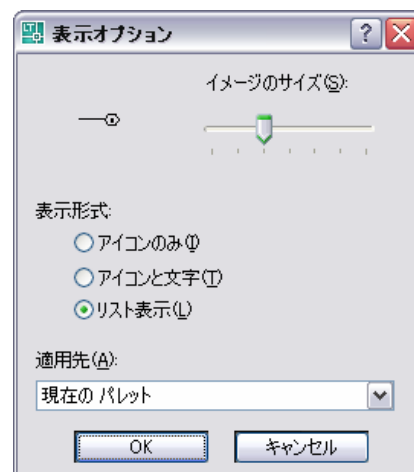 表示オプション
イメージのサイズ(S):
表示形式:
アイコンのみ(I)
アイコンと文字(T)
リスト表示(L)
適用先(A):
現在の パレット
OK キャンセル